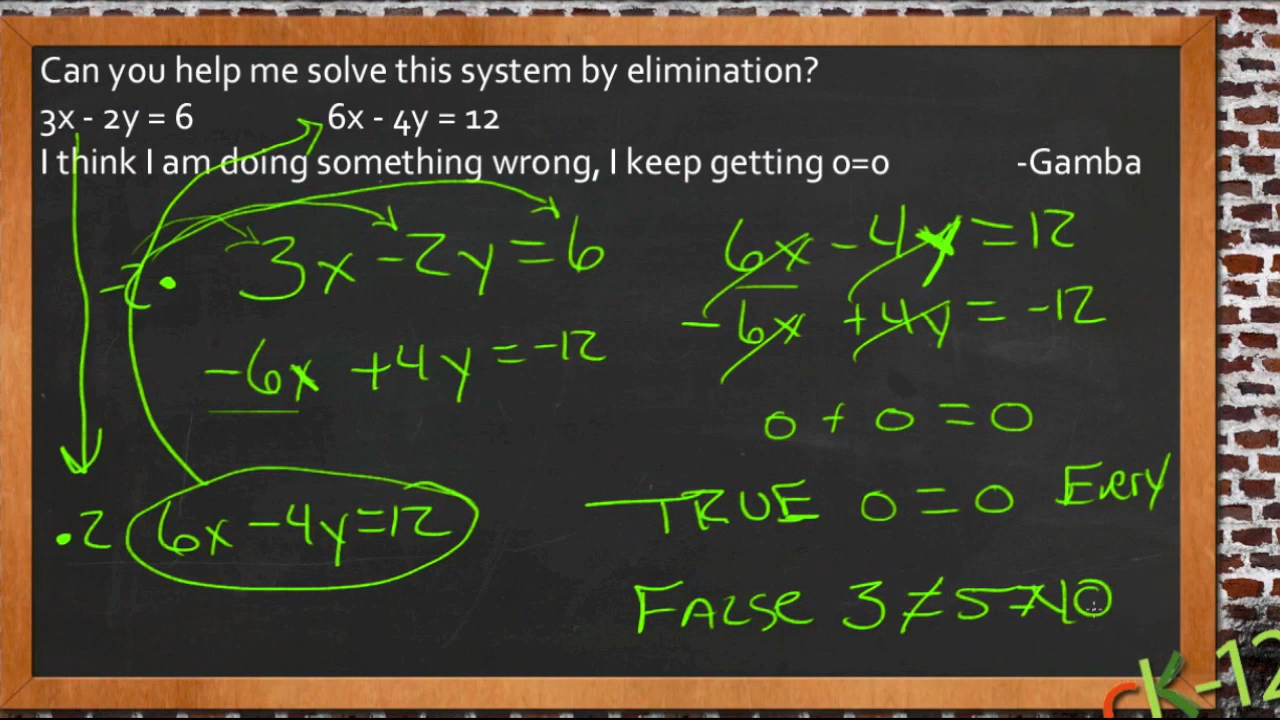 Can you help me solve this system by elimination?
3x - 2y = 6 6x - 4y = 12
I think I am doing something wrong, I keep getting 0=0 -Gamba
3x - 2y = 6
-2 •
-6x + 4y = -12
•2 6x - 4y = 12
6x - 4y = 12
-6x + 4y = -12
0 + 0 = 0
TRUE 0 = 0 Every
FALSE 3 ≠ 5
CK-12